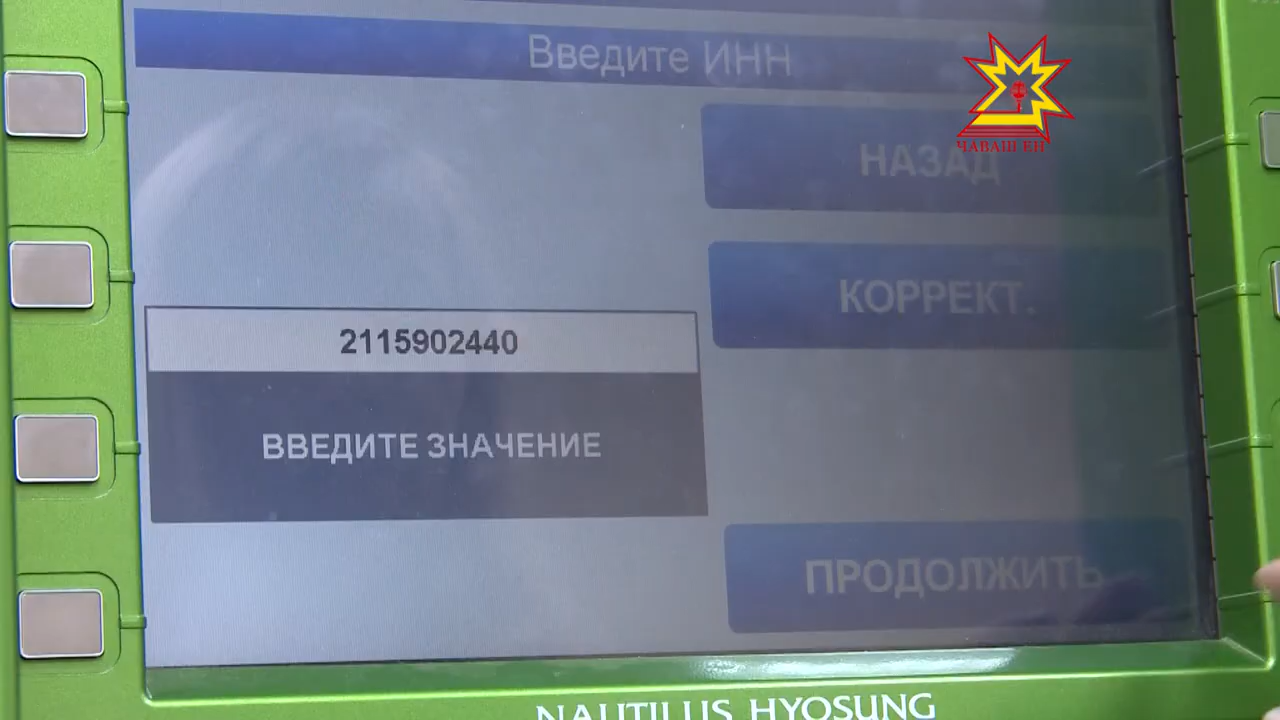 Введите ИНН
ЧАВАШ ЕН
НАЗАД
КОРРЕКТ.
2115902440
ВВЕДИТЕ ЗНАЧЕНИЕ
ПРОДОЛЖИТЬ
NAUTILUS HYOSUNG